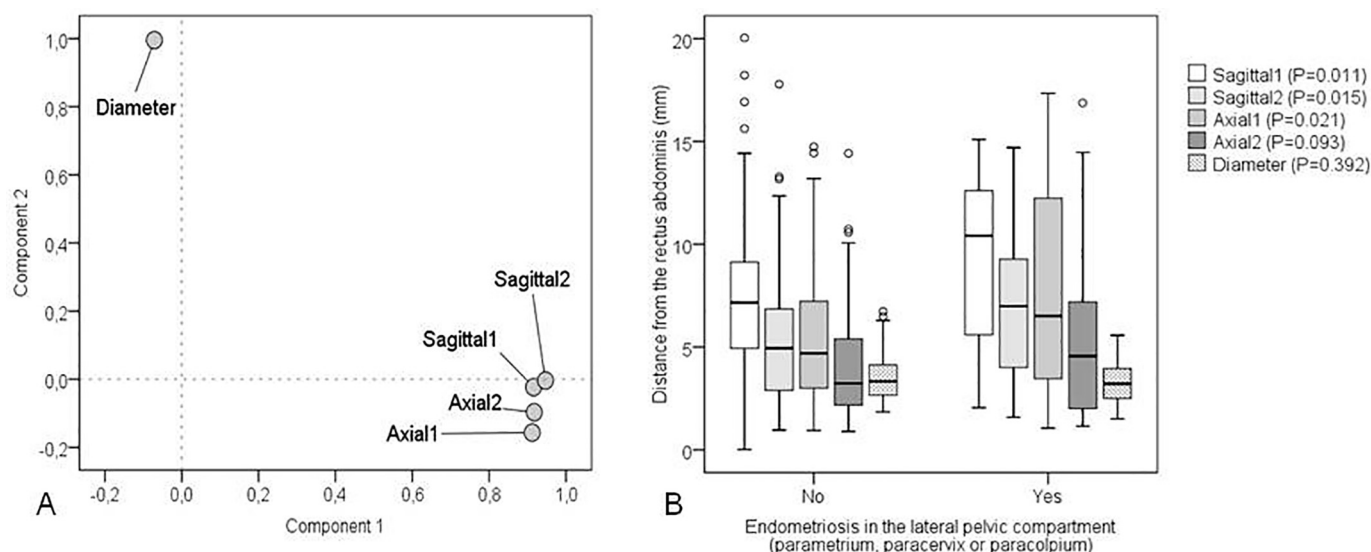 Component 2
1,0
0,8
0,6
0,4
0,2
0,0
-0,2
Diameter
Sagittal2
Sagittal1
Axial2
Axial1
-0,2 0,0 0,2 0,4 0,6 0,8 1,0
Component 1
A
Distance from the rectus abdominis (mm)
20
15
10
5
0
No Yes
Endometriosis in the lateral pelvic compartment
(parametrium, paracervix or paracolpium)
B
Sagittal1 (P=0.011)
Sagittal2 (P=0.015)
Axial1 (P=0.021)
Axial2 (P=0.093)
Diameter (P=0.392)